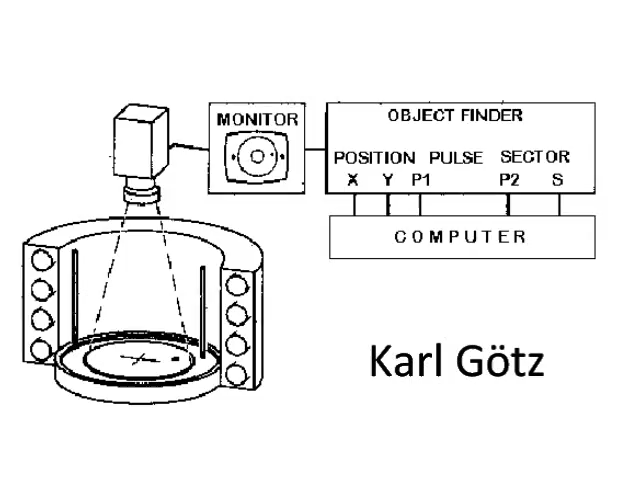 MONITOR
OBJECT FINDER
POSITION PULSE SECTOR
X Y P1 P2 S
COMPUTER
Karl Götz